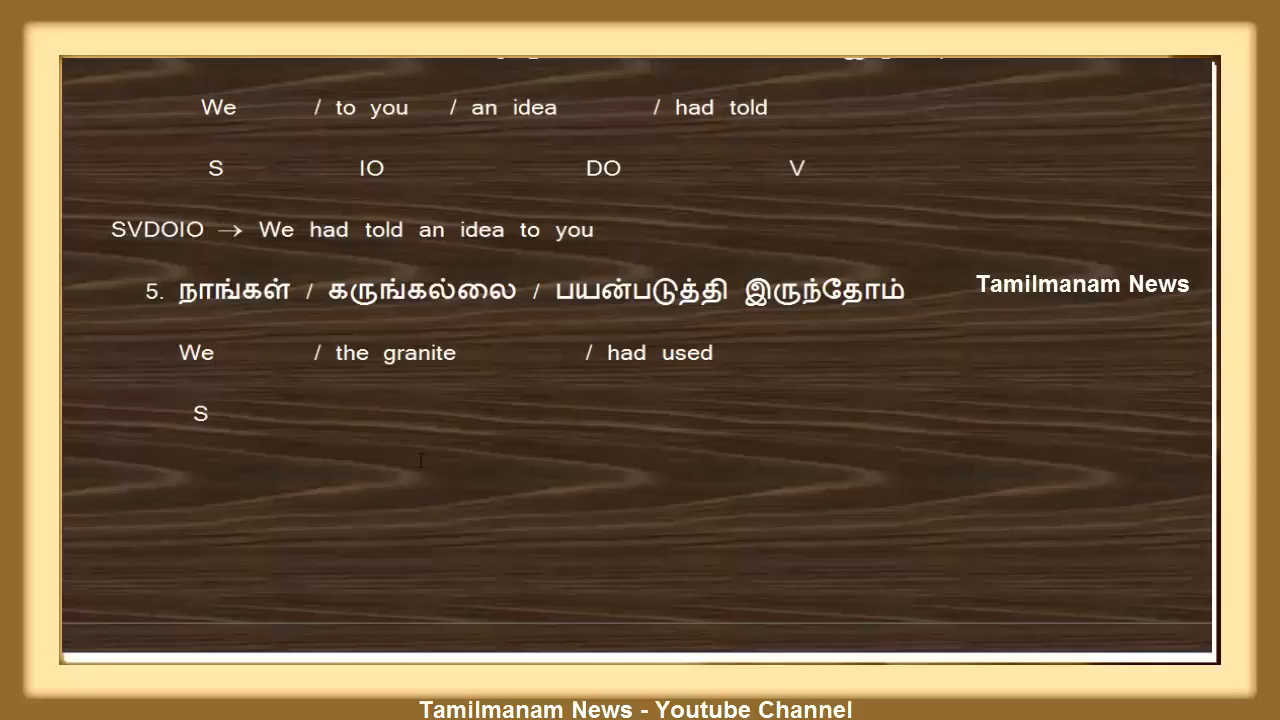 We / to you / an idea / had told
S IO DO V
SVDOIO → We had told an idea to you
5. நாங்கள் / கருங்கல்லை / பயன்படுத்தி இருந்தோம்
Tamilmanam News
We / the granite / had used
S
Tamilmanam News - Youtube Channel